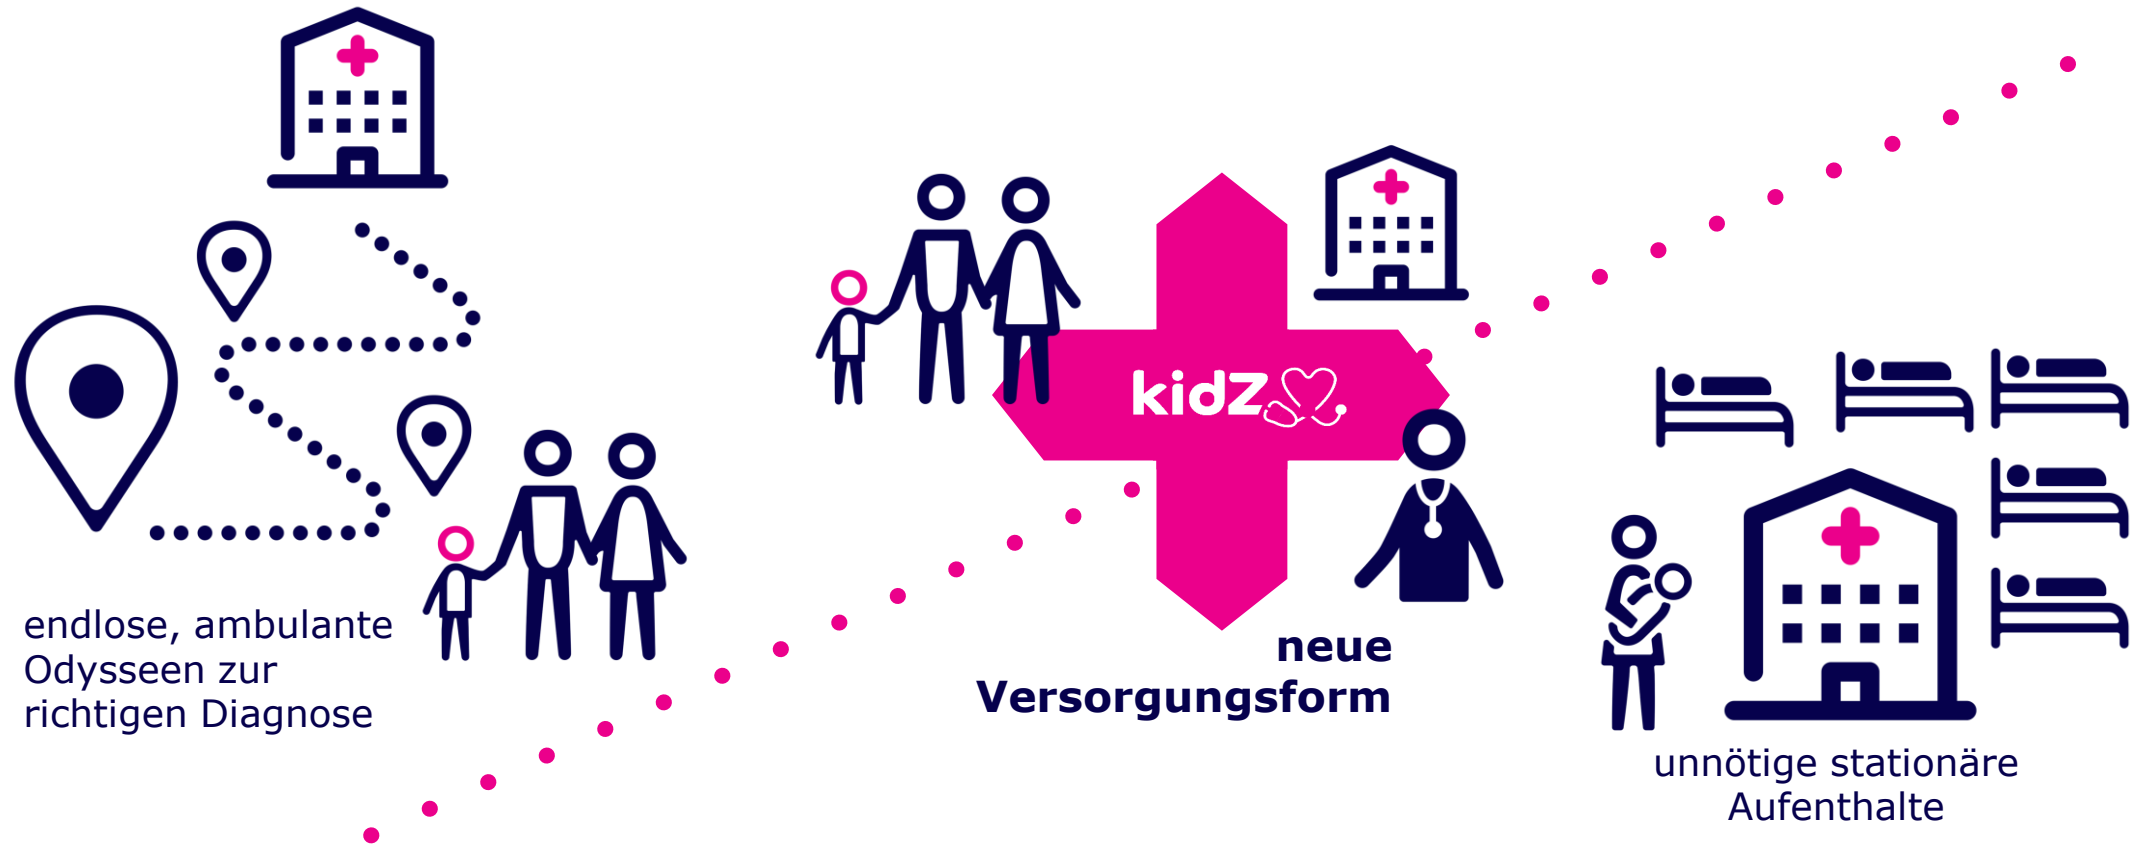 endlose, ambulante
Odysseen zur
richtigen Diagnose
kidZ
neue
Versorgungsform
unnötige stationäre
Aufenthalte